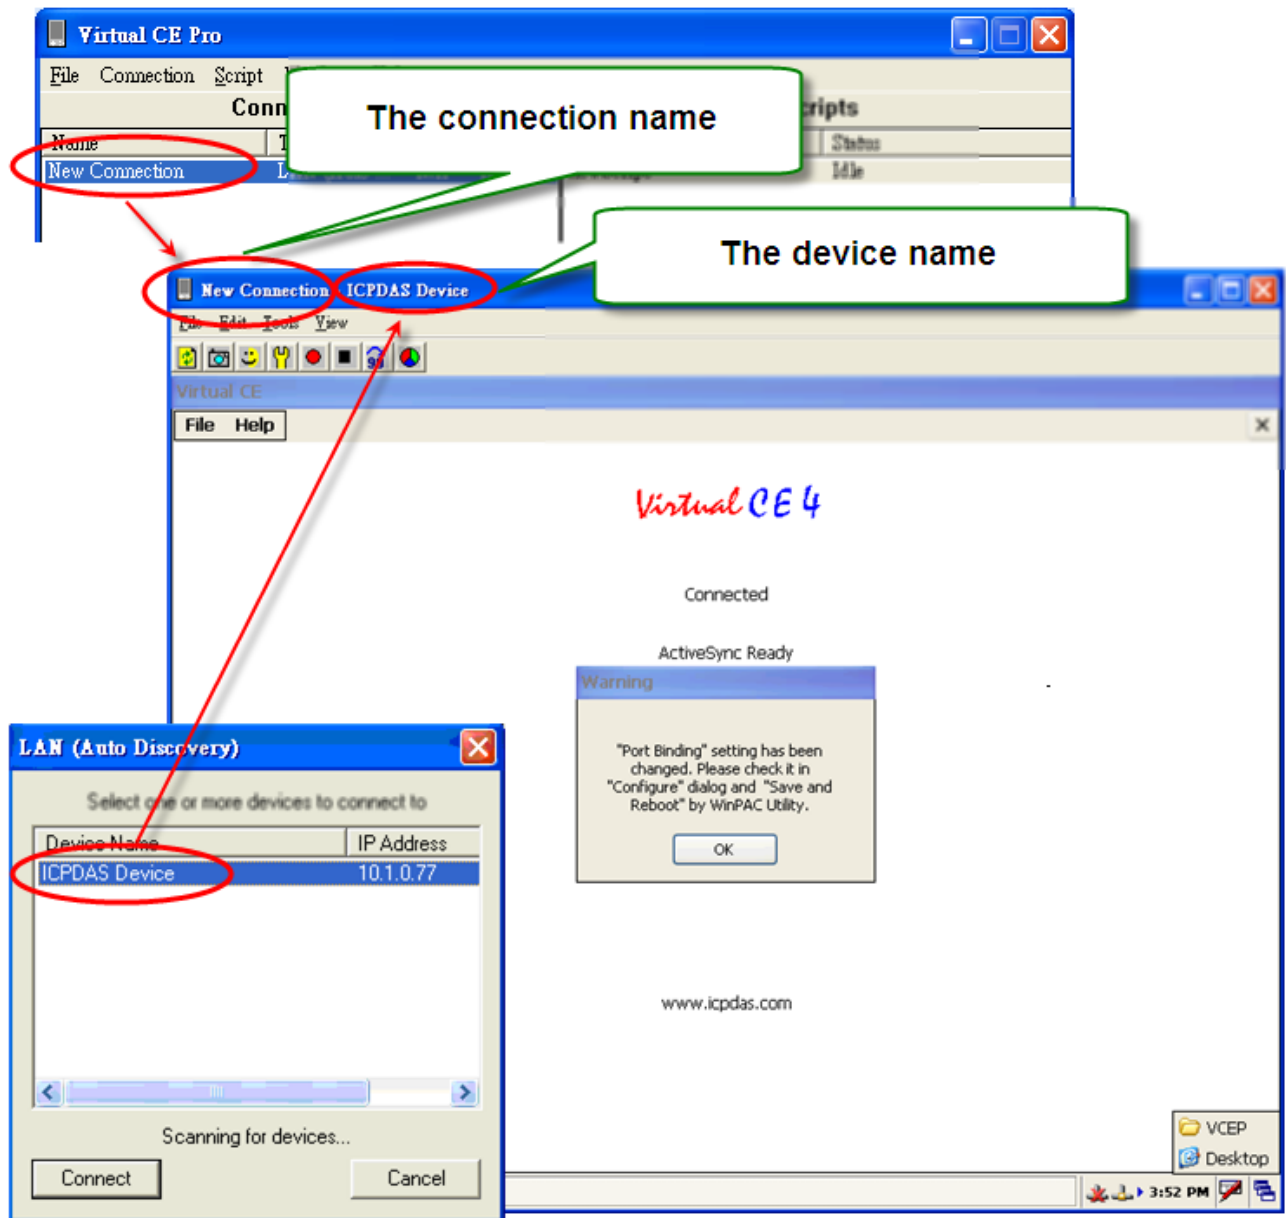 Virtual CE Pro
File Connection Script
The connection name
Name
Status
New Connection
Idle
The device name
New Connection - ICPDAS Device
File Edit Tools View
Virtual CE
File Help
Virtual CE 4
Connected
ActiveSync Ready
Warning
"Port Binding" setting has been
changed. Please check it in
"Configure" dialog and "Save and
Reboot" by WinPAC Utility.
OK
www.icpdas.com
LAN (Auto Discovery)
Select one or more devices to connect to
Device Name IP Address
ICPDAS Device 10.1.0.77
Scanning for devices...
Connect Cancel
VCEP
Desktop
3:52 PM